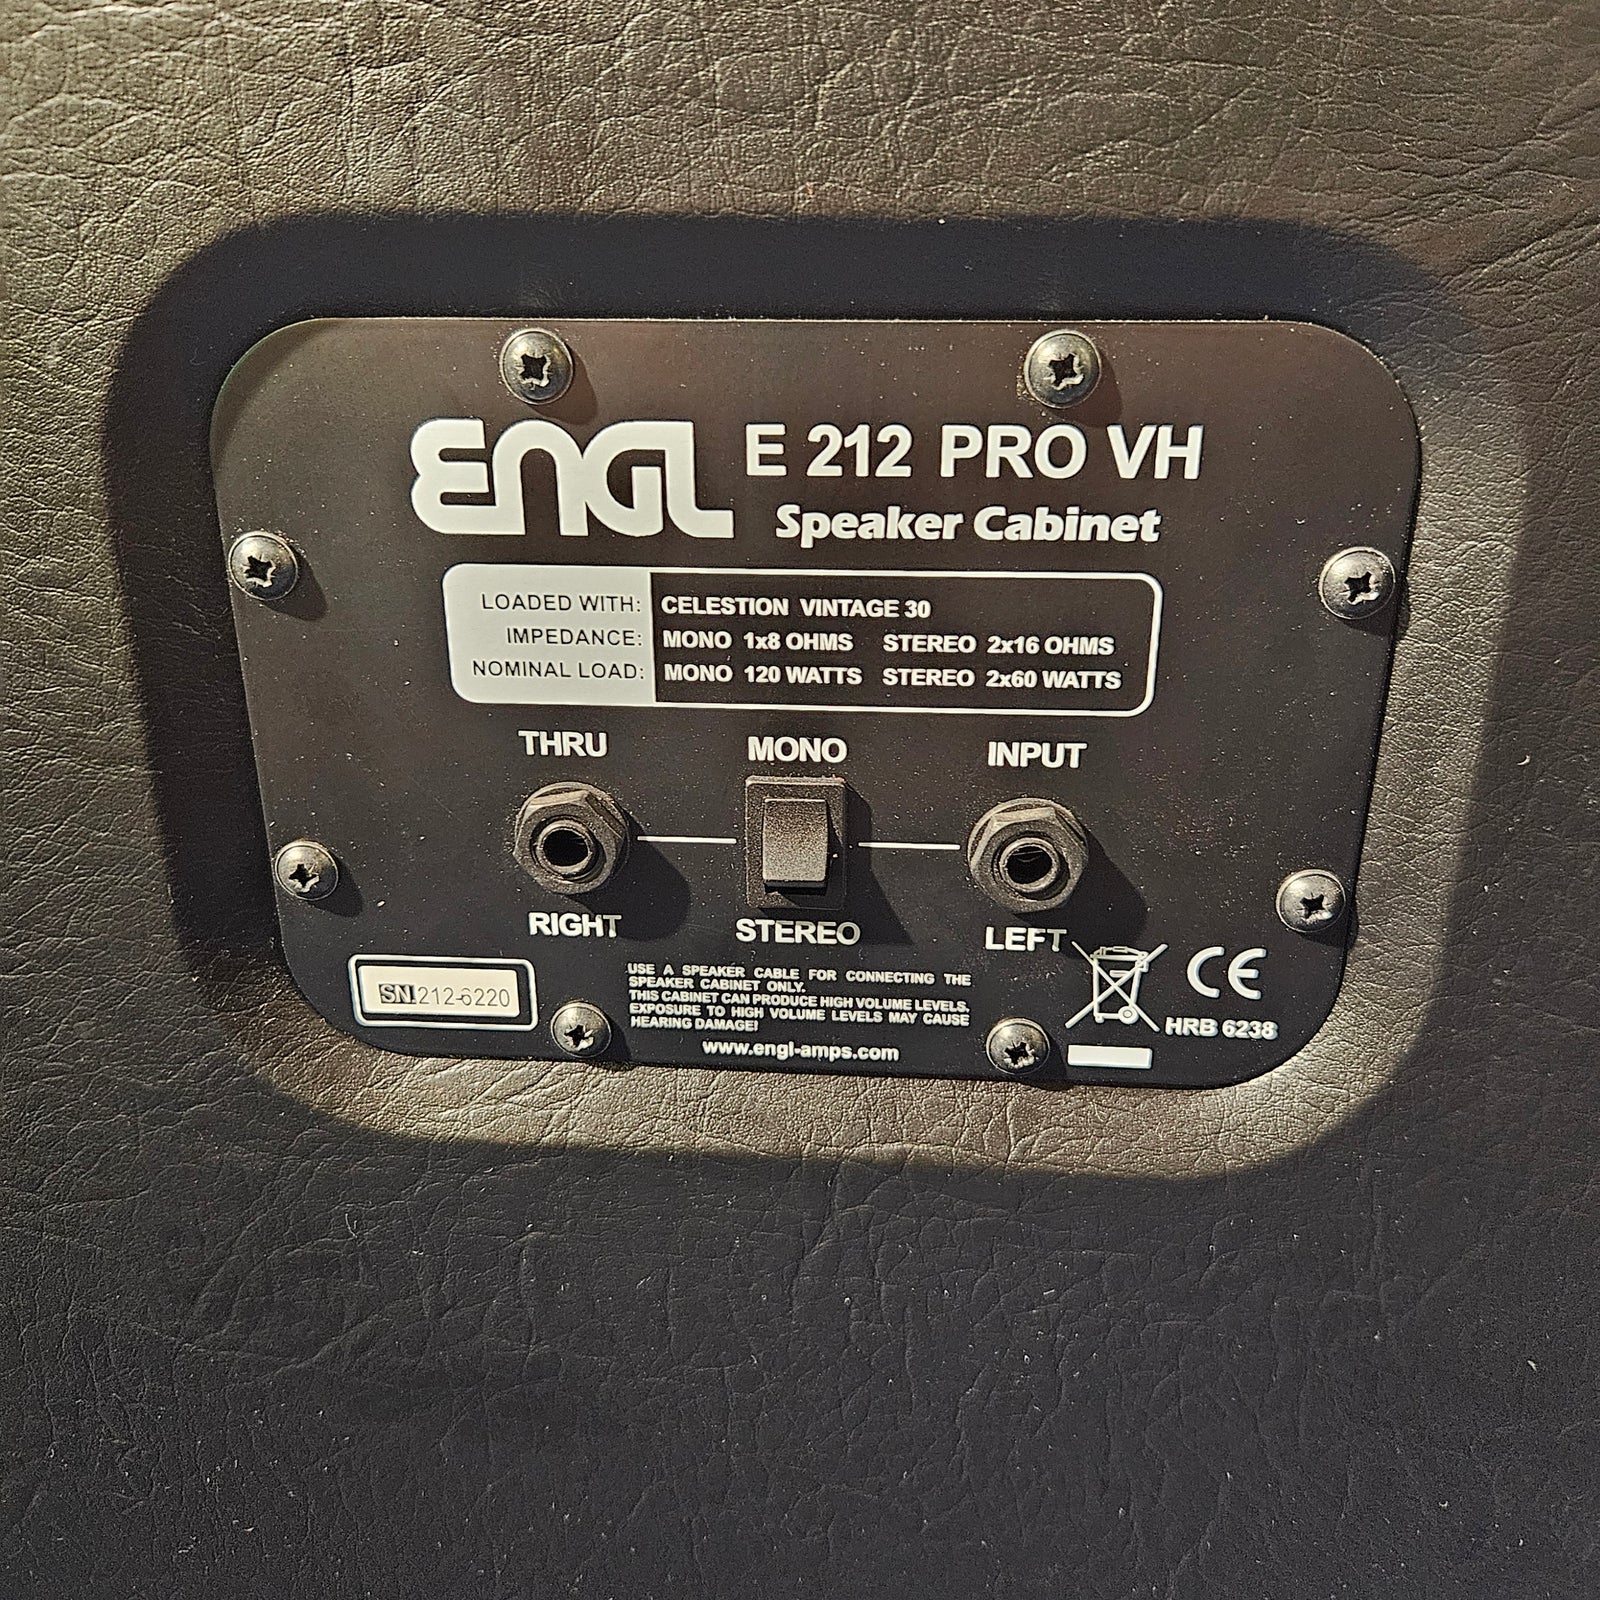 ENGL E 212 PRO VH
Speaker Cabinet
LOADED WITH: CELESTION VINTAGE 30
IMPEDANCE: MONO 1x8 OHMS STEREO 2x16 OHMS
NOMINAL LOAD: MONO 120 WATTS STEREO 2x60 WATTS
THRU MONO INPUT
RIGHT STEREO LEFT
SN.212-6220
USE A SPEAKER CABLE FOR CONNECTING THE
SPEAKER CABINET ONLY.
THIS CABINET CAN PRODUCE HIGH VOLUME LEVELS.
EXPOSURE TO HIGH VOLUME LEVELS MAY CAUSE
HEARING DAMAGE!
www.engl-amps.com
CE
HRB 6238